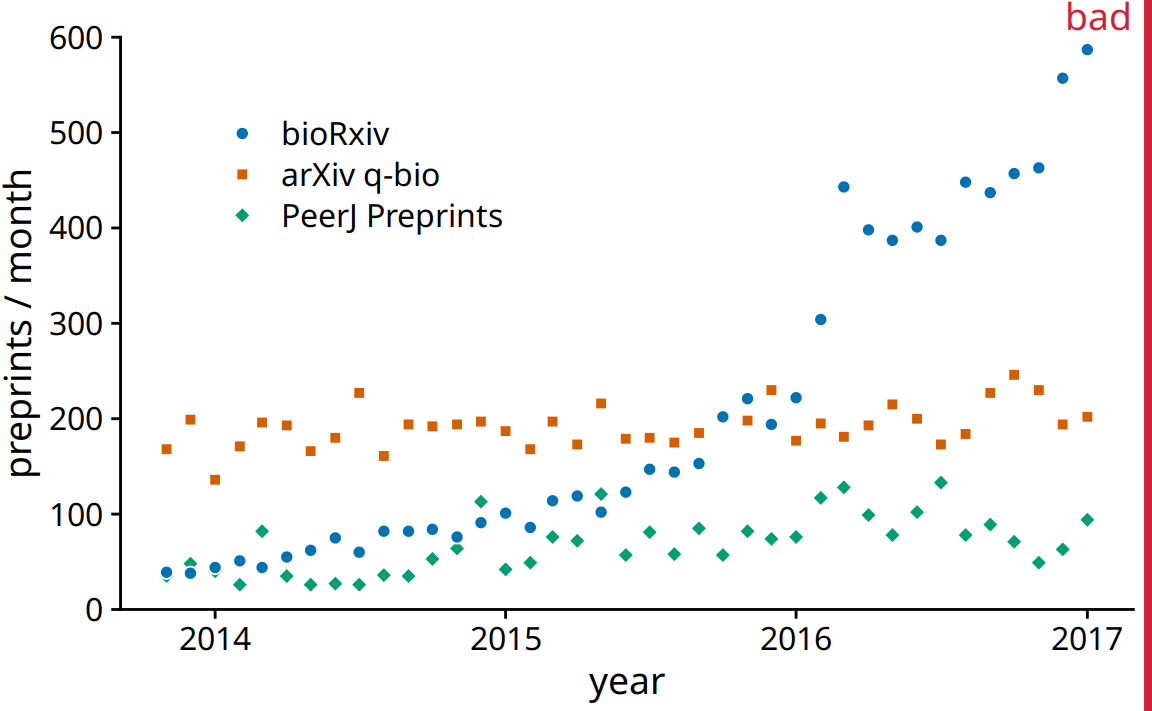 bad
600
500
400
300
200
100
0
preprints / month
bioRxiv
arXiv q-bio
PeerJ Preprints
2014 2015 2016 2017
year